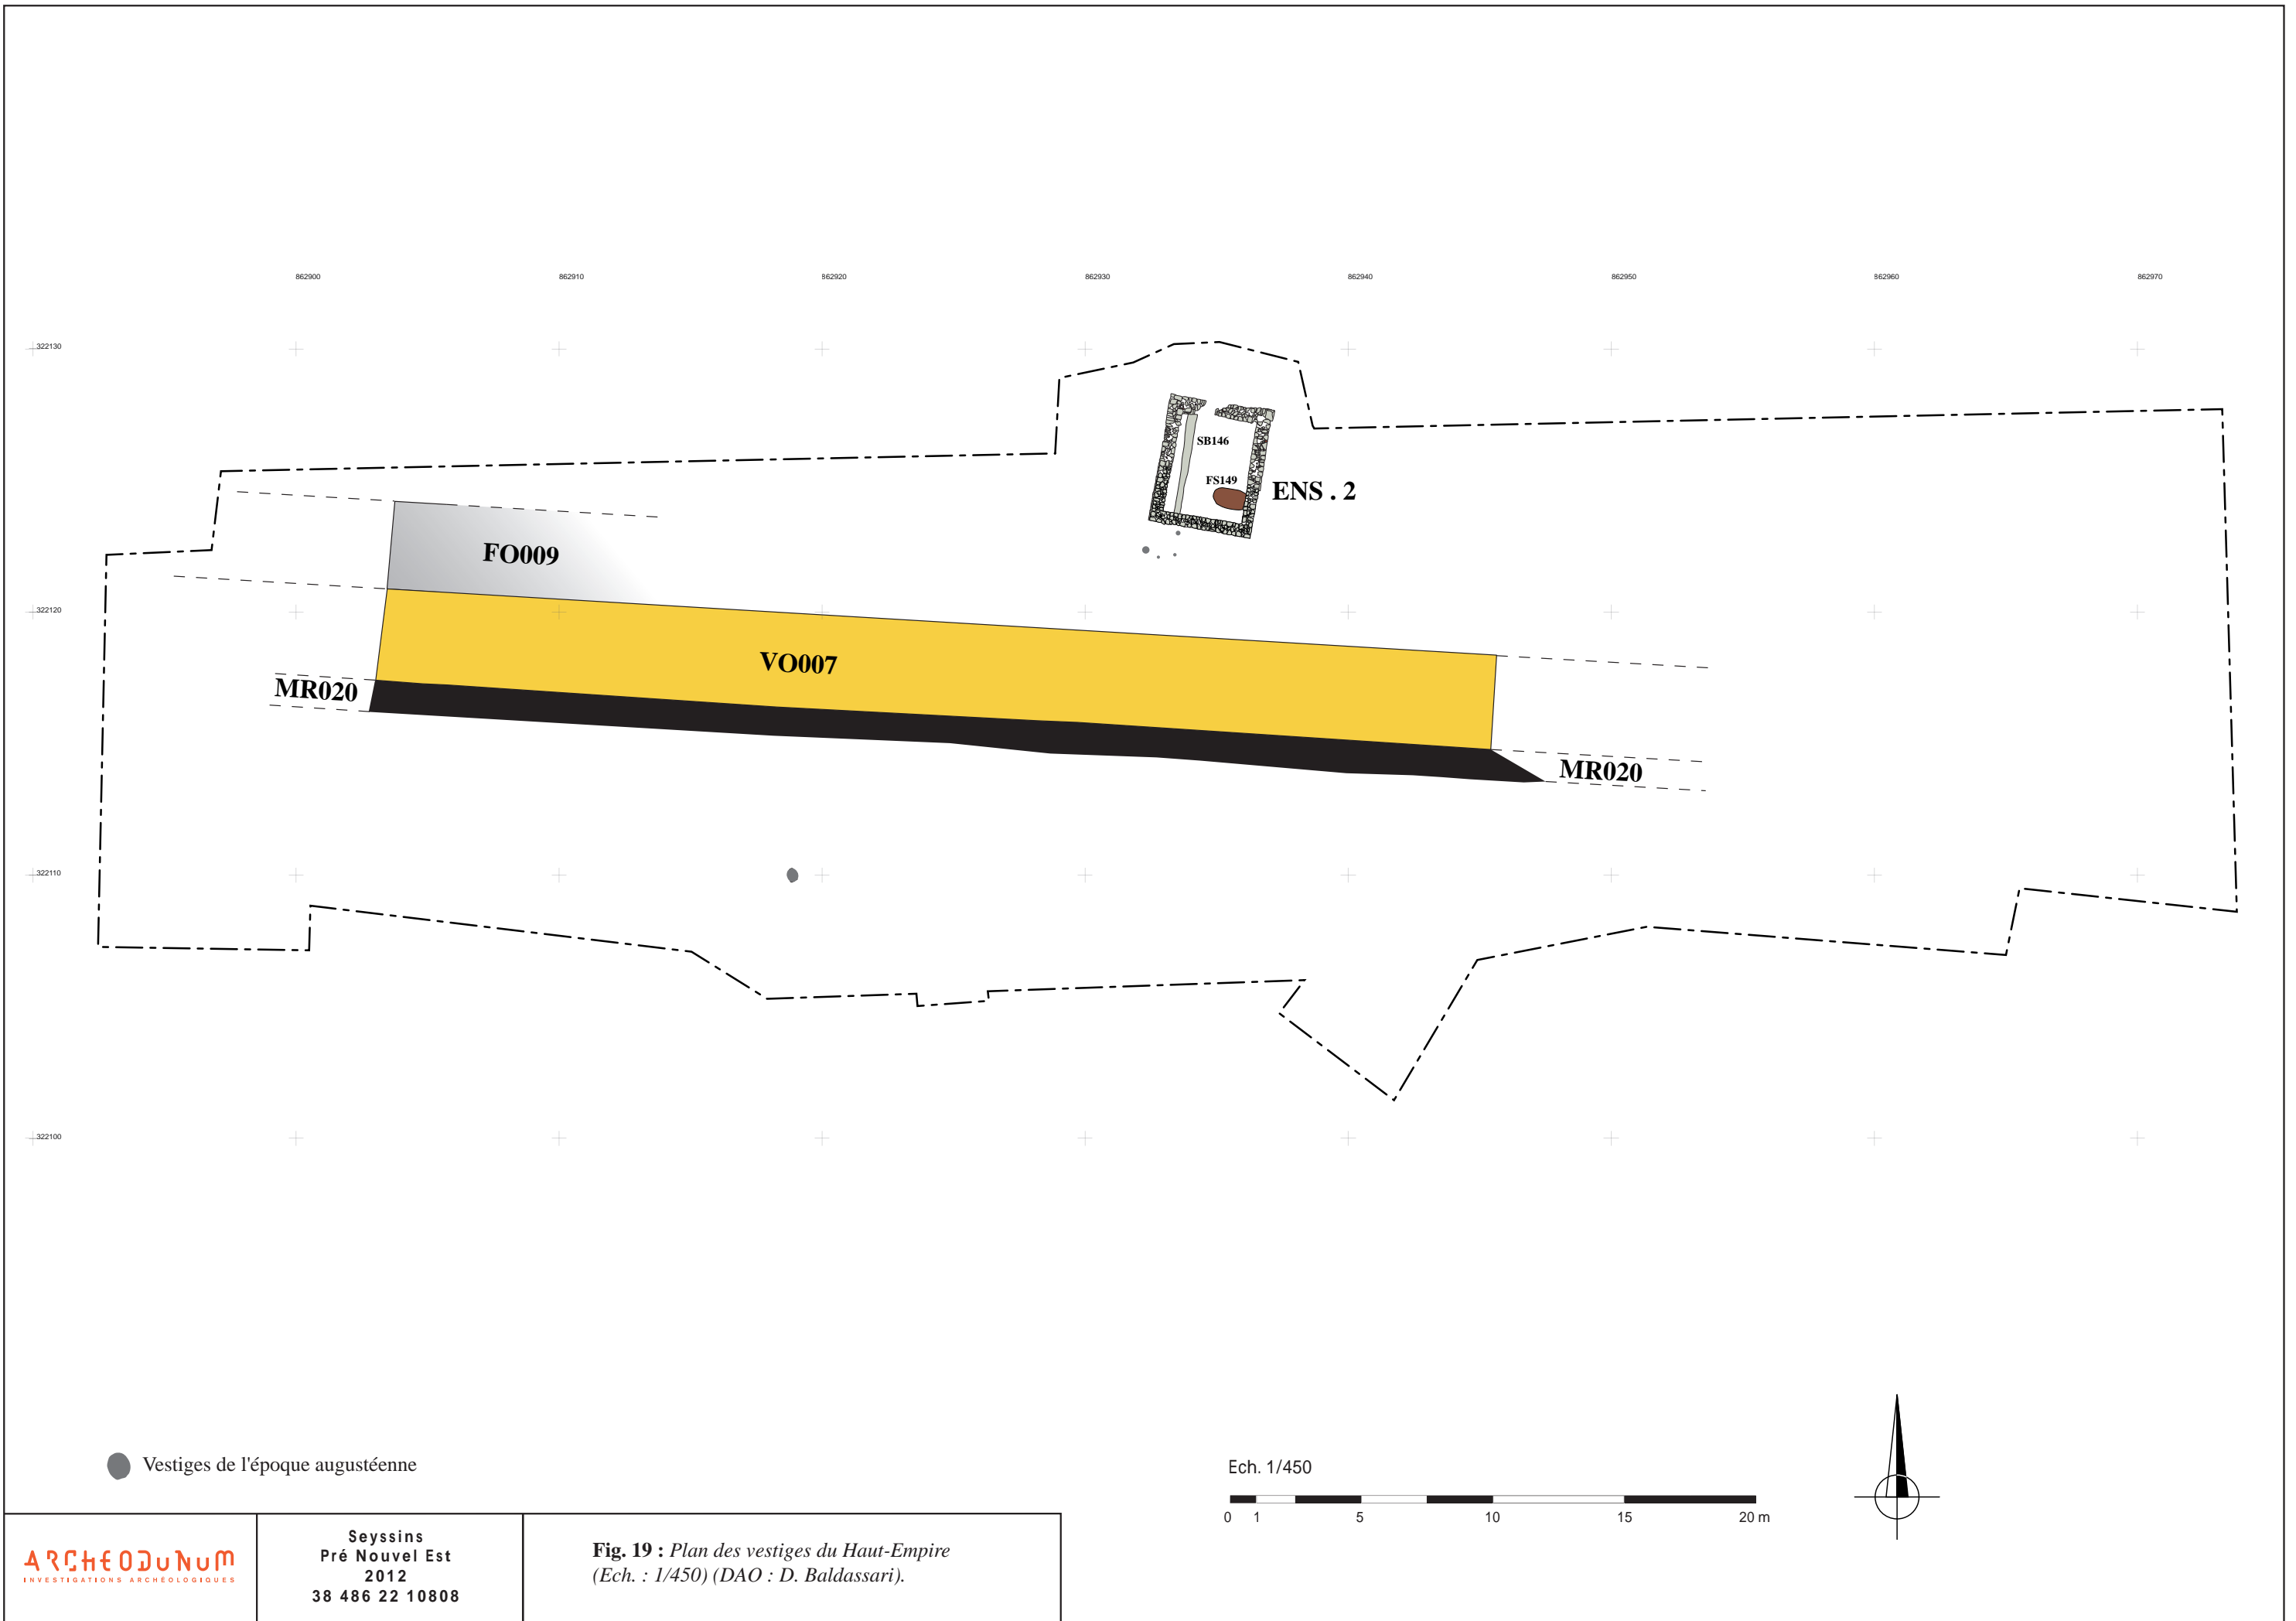 862900 862910 862920 862930 862940 862950 862960 862970
322130
SB146
FS149
ENS . 2
FO009
322120
VO007
MR020
MR020
322110
322100
Vestiges de l'époque augustéenne
Ech. 1/450
0 1 5 10 15 20 m
ARCHEODUNUM
INVESTIGATIONS ARCHÉOLOGIQUES
Seyssins
Pré Nouvel Est
2012
38 486 22 10808
Fig. 19 : Plan des vestiges du Haut-Empire
(Ech. : 1/450) (DAO : D. Baldassari).